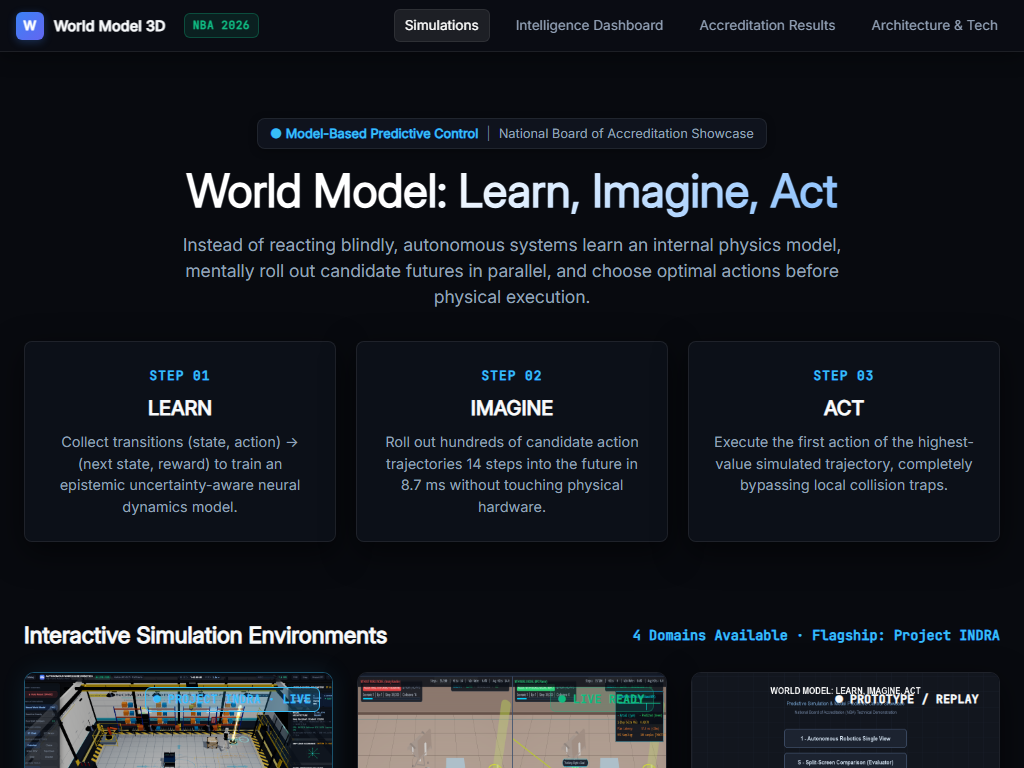 W World Model 3D NBA 2026 Simulations Intelligence Dashboard Accreditation Results Architecture & Tech
Model-Based Predictive Control | National Board of Accreditation Showcase
World Model: Learn, Imagine, Act
Instead of reacting blindly, autonomous systems learn an internal physics model,
mentally roll out candidate futures in parallel, and choose optimal actions before
physical execution.
STEP 01
LEARN
Collect transitions (state, action) →
(next state, reward) to train an
epistemic uncertainty-aware neural
dynamics model.
STEP 02
IMAGINE
Roll out hundreds of candidate action
trajectories 14 steps into the future in
8.7 ms without touching physical
hardware.
STEP 03
ACT
Execute the first action of the highest-
value simulated trajectory, completely
bypassing local collision traps.
Interactive Simulation Environments
4 Domains Available · Flagship: Project INDRA
LIVE
LIVE READY
WORLD MODEL: LEARN, IMAGINE, ACT
PROTOTYPE / REPLAY
1 - Autonomous Robotics Single View
S - Split-Screen Comparison (Evaluator)